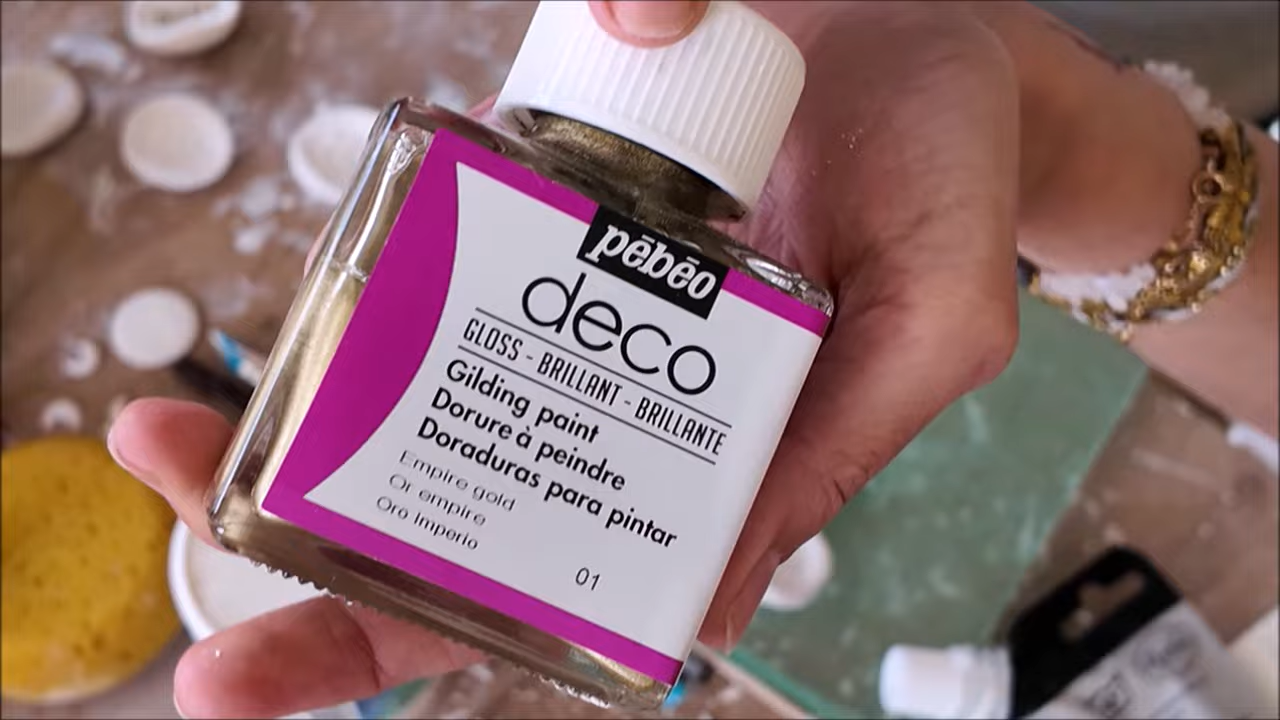 pēbēo
deco
GLOSS - BRILLANT - BRILLANTE
Gilding paint
Dorure à peindre
Doraduras para pintar
Empire gold
Or empire
Oro Imperio
01